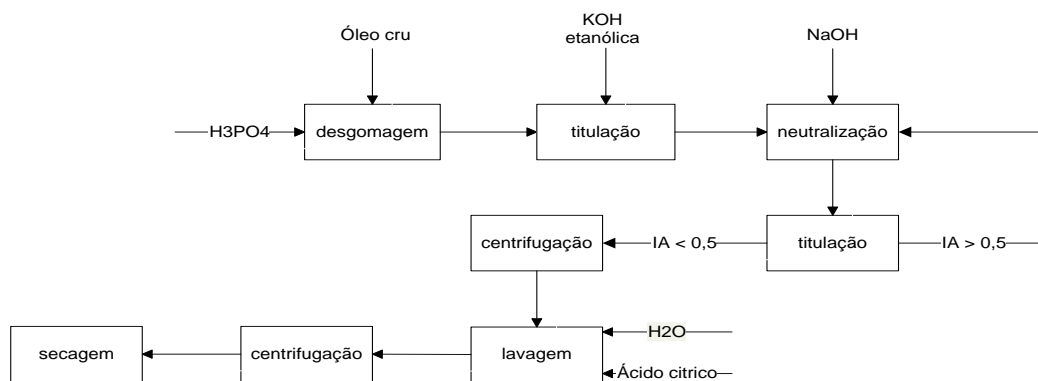 Óleo cru
KOH
etanólica
NaOH
H3PO4
desgomagem
titulação
neutralização
centrifugação
IA < 0,5
titulação
IA > 0,5
secagem
centrifugação
lavagem
H2O
Ácido citrico